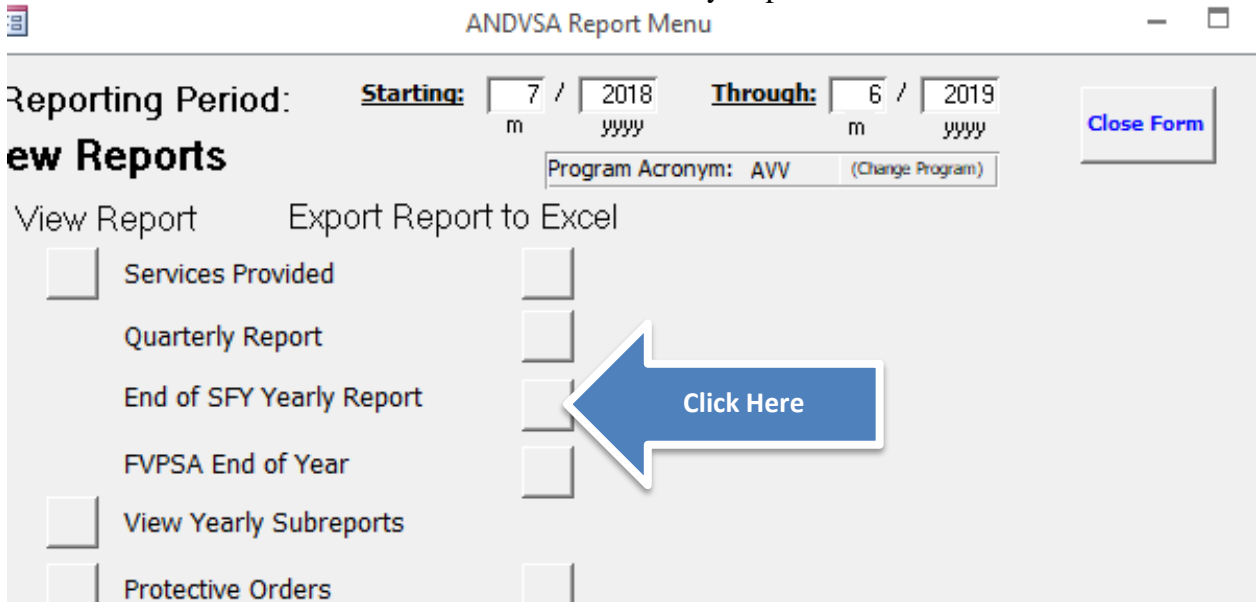 ANDVSA Report Menu
Reporting Period: Starting: 7 / 2018 Through: 6 / 2019
m yyyy m yyyy
Close Form
ew Reports
Program Acronym: AVV (Change Program)
View Report Export Report to Excel
Services Provided
Quarterly Report
End of SFY Yearly Report
Click Here
FVPSA End of Year
View Yearly Subreports
Protective Orders